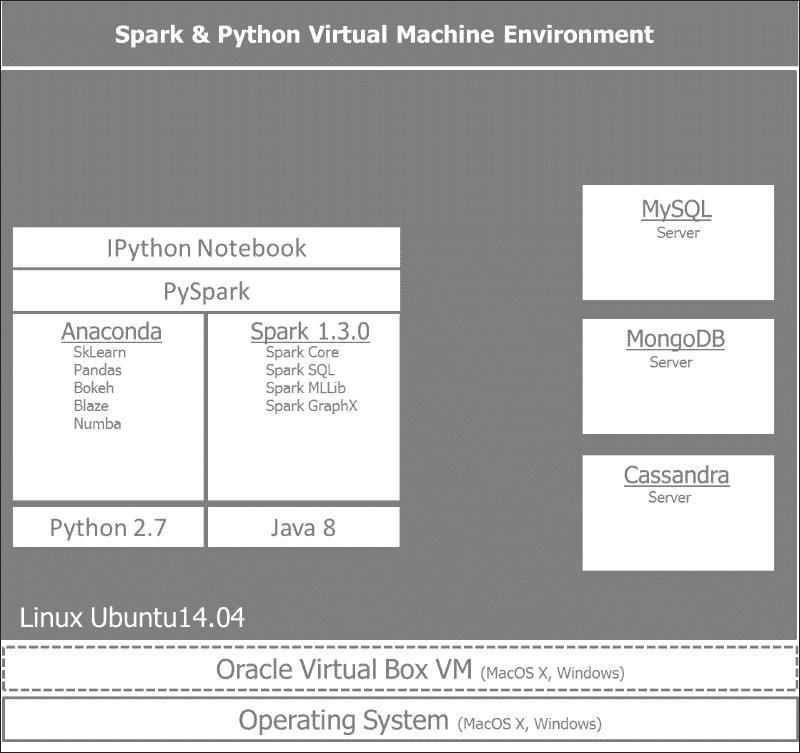 Spark & Python Virtual Machine Environment
IPython Notebook
PySpark
Anaconda
SkLearn
Pandas
Bokeh
Blaze
Numba
Spark 1.3.0
Spark Core
Spark SQL
Spark MLLib
Spark GraphX
Python 2.7
Java 8
MySQL
Server
MongoDB
Server
Cassandra
Server
Linux Ubuntu14.04
Oracle Virtual Box VM (MacOS X, Windows)
Operating System (MacOS X, Windows)